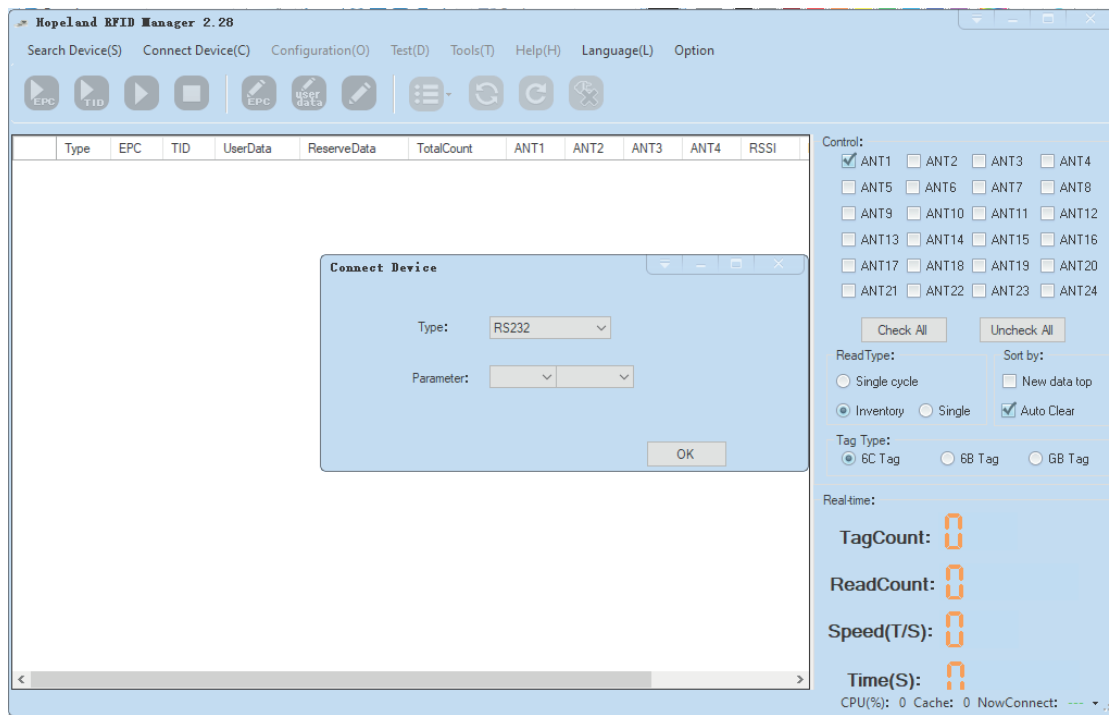 Hopeland RFID Manager 2.28
Search Device(S) Connect Device(C) Configuration(O) Test(D) Tools(T) Help(H) Language(L) Option
EPC TID EPC user data
Type EPC TID UserData ReserveData TotalCount ANT1 ANT2 ANT3 ANT4 RSSI
Connect Device
Type: RS232
Parameter:
OK
Control:
ANT1 ANT2 ANT3 ANT4
ANT5 ANT6 ANT7 ANT8
ANT9 ANT10 ANT11 ANT12
ANT13 ANT14 ANT15 ANT16
ANT17 ANT18 ANT19 ANT20
ANT21 ANT22 ANT23 ANT24
Check All Uncheck All
ReadType: Sort by:
Single cycle New data top
Inventory Single Auto Clear
Tag Type:
6C Tag 6B Tag GB Tag
Real-time:
TagCount: 0
ReadCount: 0
Speed(T/S): 0
Time(S): 0
CPU(%): 0 Cache: 0 NowConnect: ---